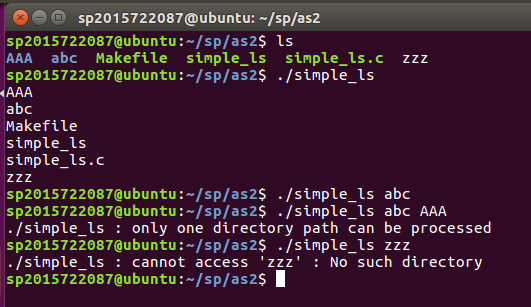 sp2015722087@ubuntu: ~/sp/as2
sp2015722087@ubuntu:~/sp/as2$ ls
AAA  abc  Makefile  simple_ls  simple_ls.c  zzz
sp2015722087@ubuntu:~/sp/as2$ ./simple_ls
AAA
abc
Makefile
simple_ls
simple_ls.c
zzz
sp2015722087@ubuntu:~/sp/as2$ ./simple_ls abc
sp2015722087@ubuntu:~/sp/as2$ ./simple_ls abc AAA
./simple_ls : only one directory path can be processed
sp2015722087@ubuntu:~/sp/as2$ ./simple_ls zzz
./simple_ls : cannot access 'zzz' : No such directory
sp2015722087@ubuntu:~/sp/as2$